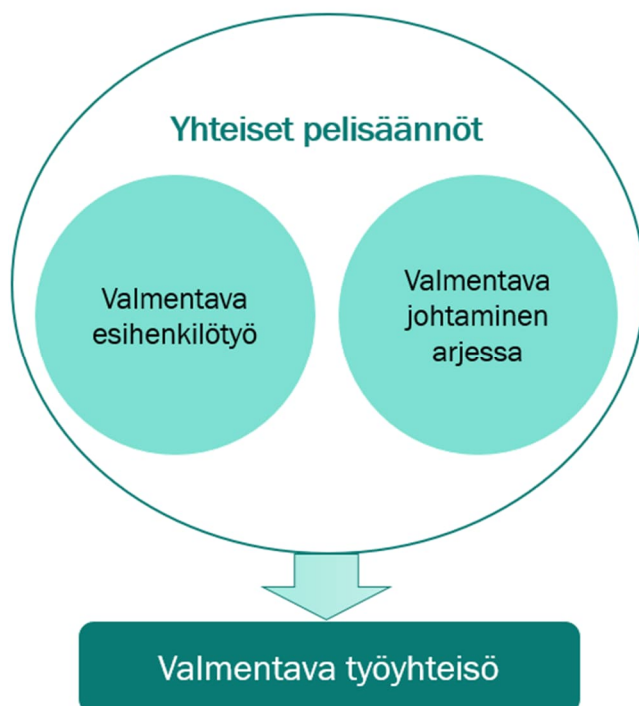 Yhteiset pelisäännöt
Valmentava
esihenkilötyö
Valmentava
johtaminen
arjessa
Valmentava työyhteisö